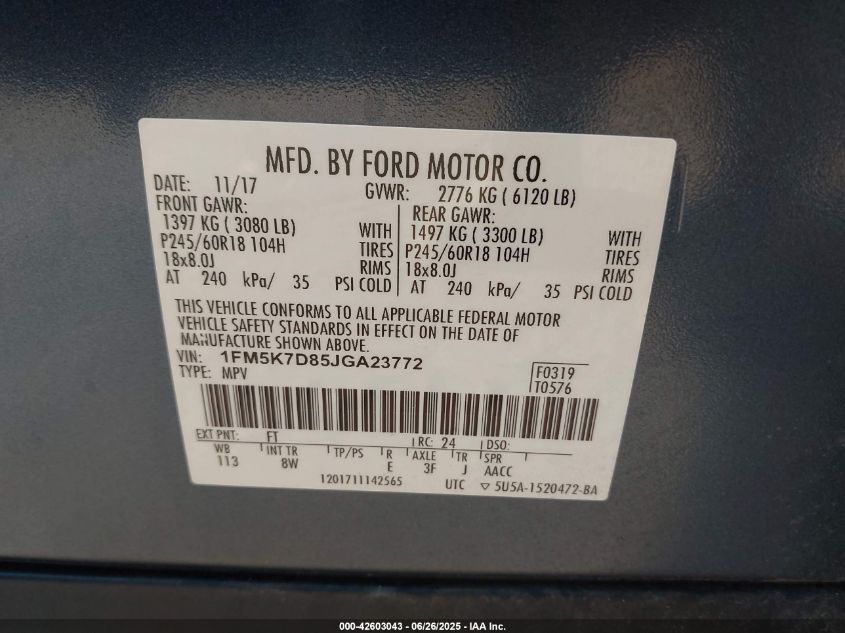 MFD. BY FORD MOTOR CO.
DATE: 11/17 GVWR: 2776 KG ( 6120 LB)
FRONT GAWR: REAR GAWR:
1397 KG ( 3080 LB) WITH 1497 KG ( 3300 LB) WITH
P245/60R18 104H TIRES P245/60R18 104H TIRES
18x8.0J RIMS 18x8.0J RIMS
AT 240 kPa/ 35 PSI COLD AT 240 kPa/ 35 PSI COLD
THIS VEHICLE CONFORMS TO ALL APPLICABLE FEDERAL MOTOR
VEHICLE SAFETY STANDARDS IN EFFECT ON THE DATE OF
MANUFACTURE SHOWN ABOVE.
VIN: 1FM5K7D85JGA23772
TYPE: MPV
F0319
T0576
EXT PNT: FT RC: 24 DSO:
WB INT TR TP/PS R AXLE TR SPR
113 8W E 3F J AACC
1201711142565 UTC ▽ 5U5A-1520472-BA
000-42603043 - 06/26/2025 - IAA Inc.